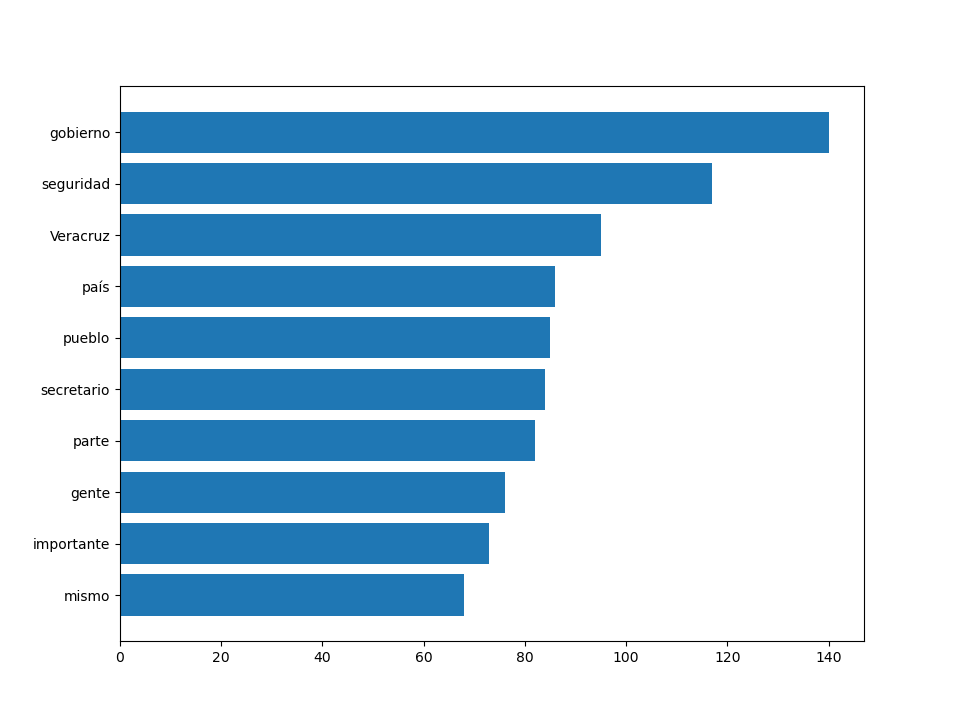 gobierno
seguridad
Veracruz
país
pueblo
secretario
parte
gente
importante
mismo
0 20 40 60 80 100 120 140